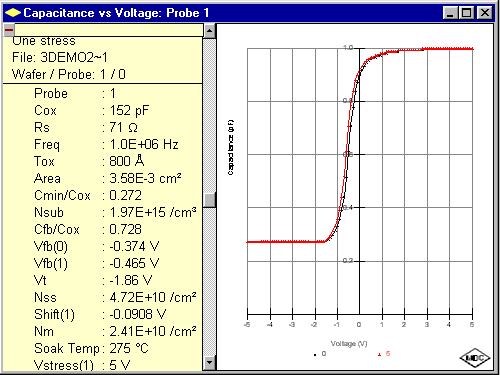 Capacitance vs Voltage: Probe 1
One stress
File: 3DEMO2~1
Wafer / Probe: 1 / 0
Probe : 1
Cox : 152 pF
Rs : 71 Ω
Freq : 1.0E+06 Hz
Tox : 800 Å
Area : 3.58E-3 cm²
Cmin/Cox : 0.272
Nsub : 1.97E+15 /cm³
Cfb/Cox : 0.728
Vfb(0) : -0.374 V
Vfb(1) : -0.465 V
Vt : -1.86 V
Nss : 4.72E+10 /cm²
Shift(1) : -0.0908 V
Nm : 2.41E+10 /cm²
Soak Temp : 275 °C
Vstress(1) : 5 V
Capacitance (pF)
1.0
0.8
0.6
0.4
0.2
-5 -4 -3 -2 -1 0 1 2 3 4 5
Voltage (V)
0 5
MDC